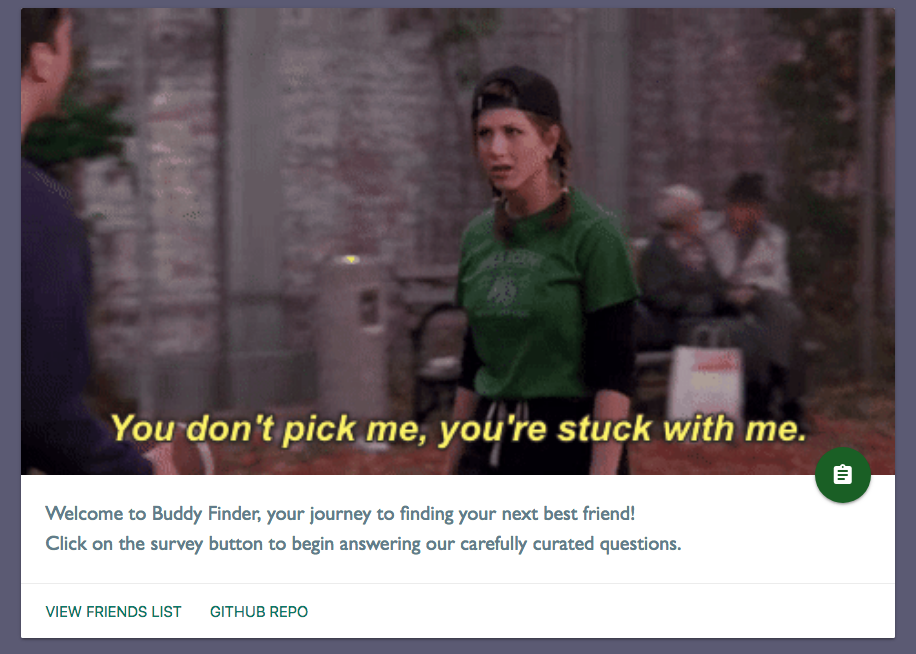 You don't pick me, you're stuck with me.
Welcome to Buddy Finder, your journey to finding your next best friend!
Click on the survey button to begin answering our carefully curated questions.
VIEW FRIENDS LIST GITHUB REPO